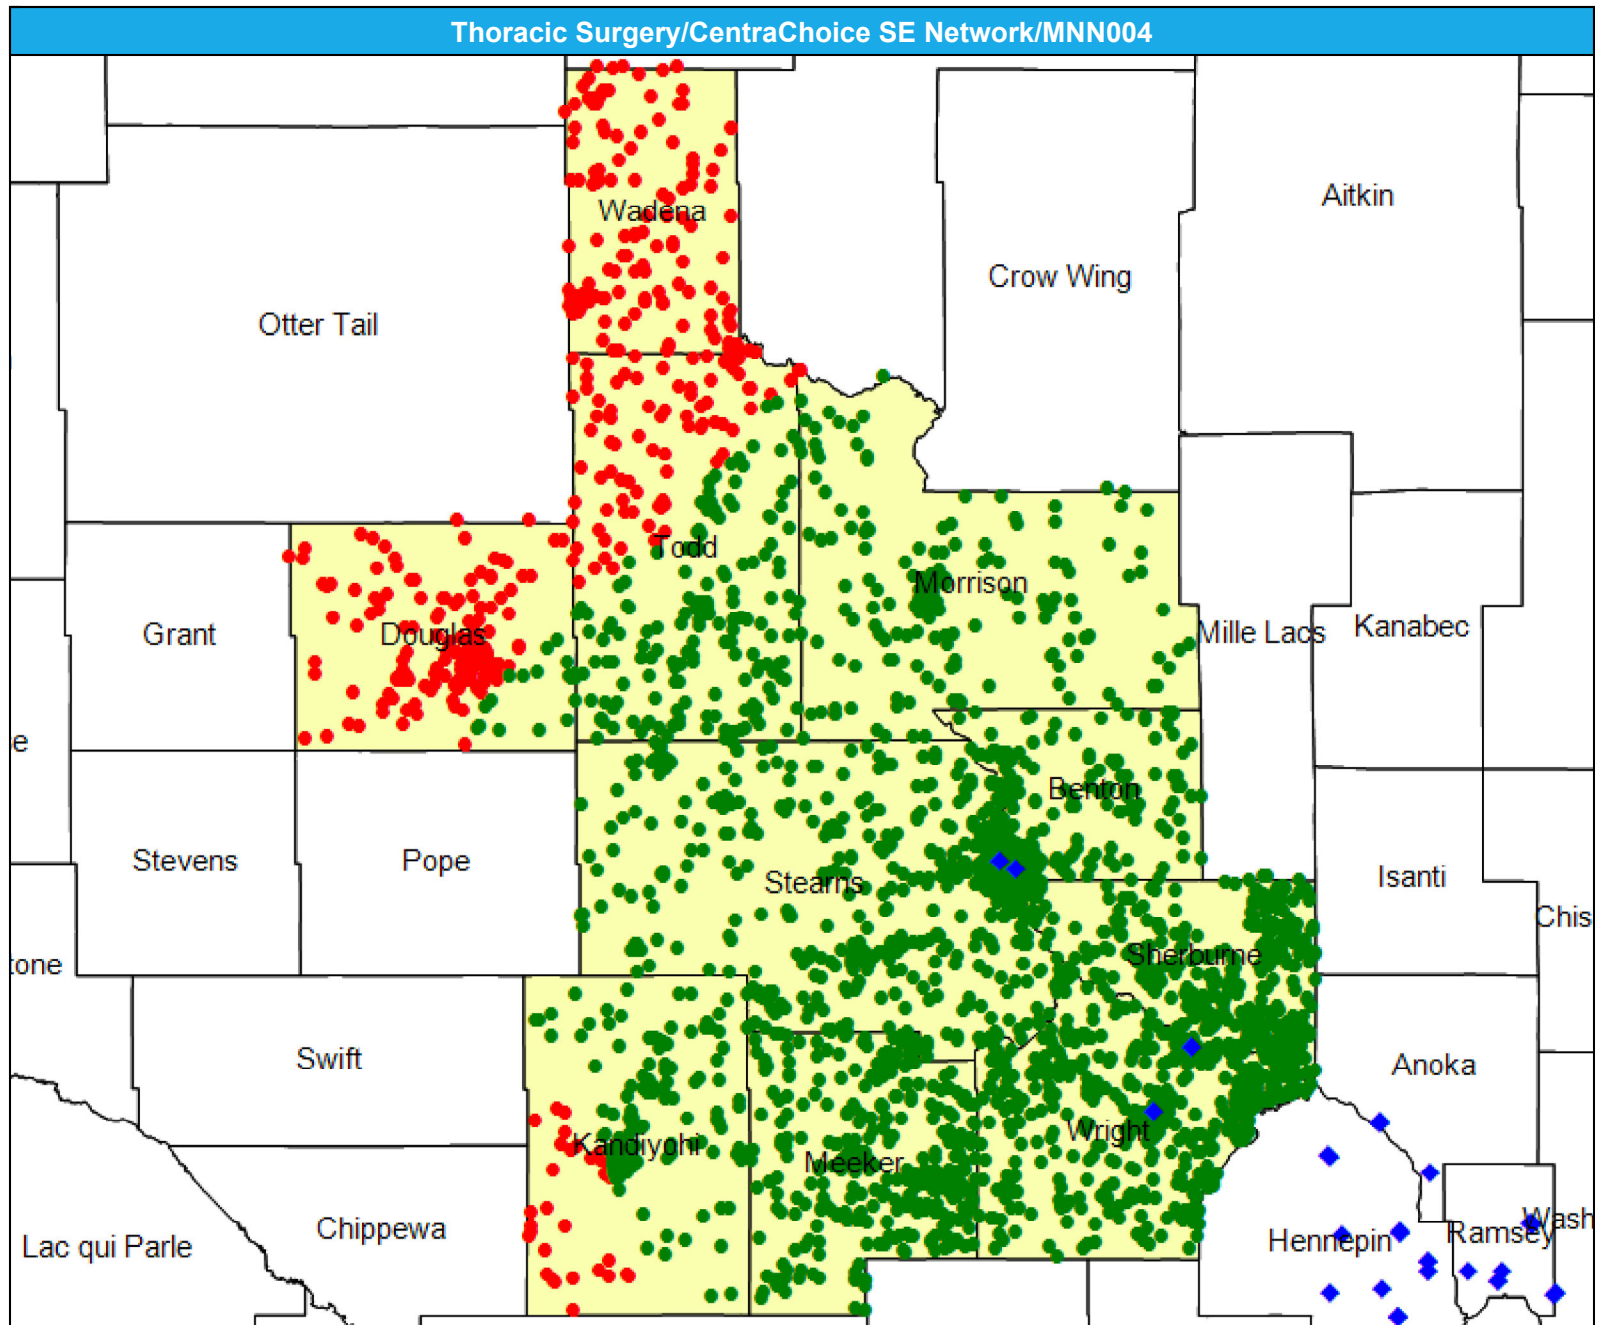 Thoracic Surgery/CentraChoice SE Network/MNN004
Aitkin
Wadena
Crow Wing
Otter Tail
Todd
Morrison
Grant
Douglas
Mille Lacs
Kanabec
e
Benton
Stevens
Pope
Stearns
Isanti
Chis
tone
Sherburne
Swift
Anoka
Kandiyohi
Wright
Meeker
Lac qui Parle
Chippewa
Hennepin
Ramsey
Wash